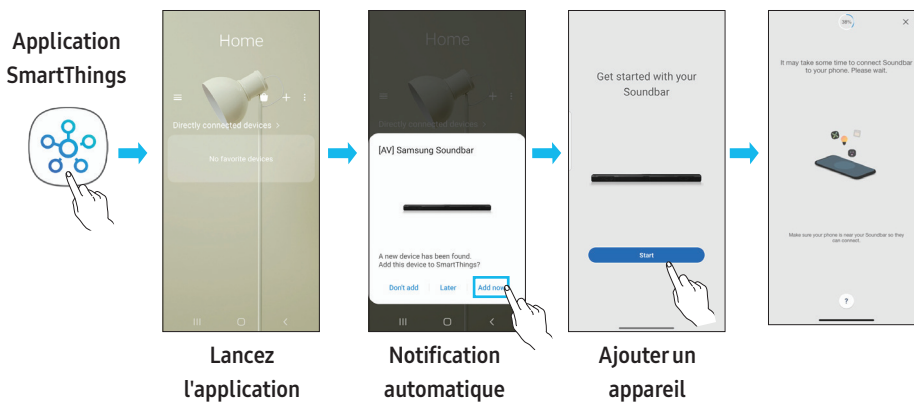 Application
SmartThings
Home
Directly connected devices >
No favorite devices
Lancez
l'application
Home
Directly connected devices >
[AV] Samsung Soundbar
A new device has been found.
Add this device to SmartThings?
Don't add
Later
Add now
Notification
automatique
Get started with your
Soundbar
Start
Ajouter un
appareil
39%
It may take some time to connect Soundbar
to your phone. Please wait.
Make sure your phone is near your Soundbar so they
can connect.
?